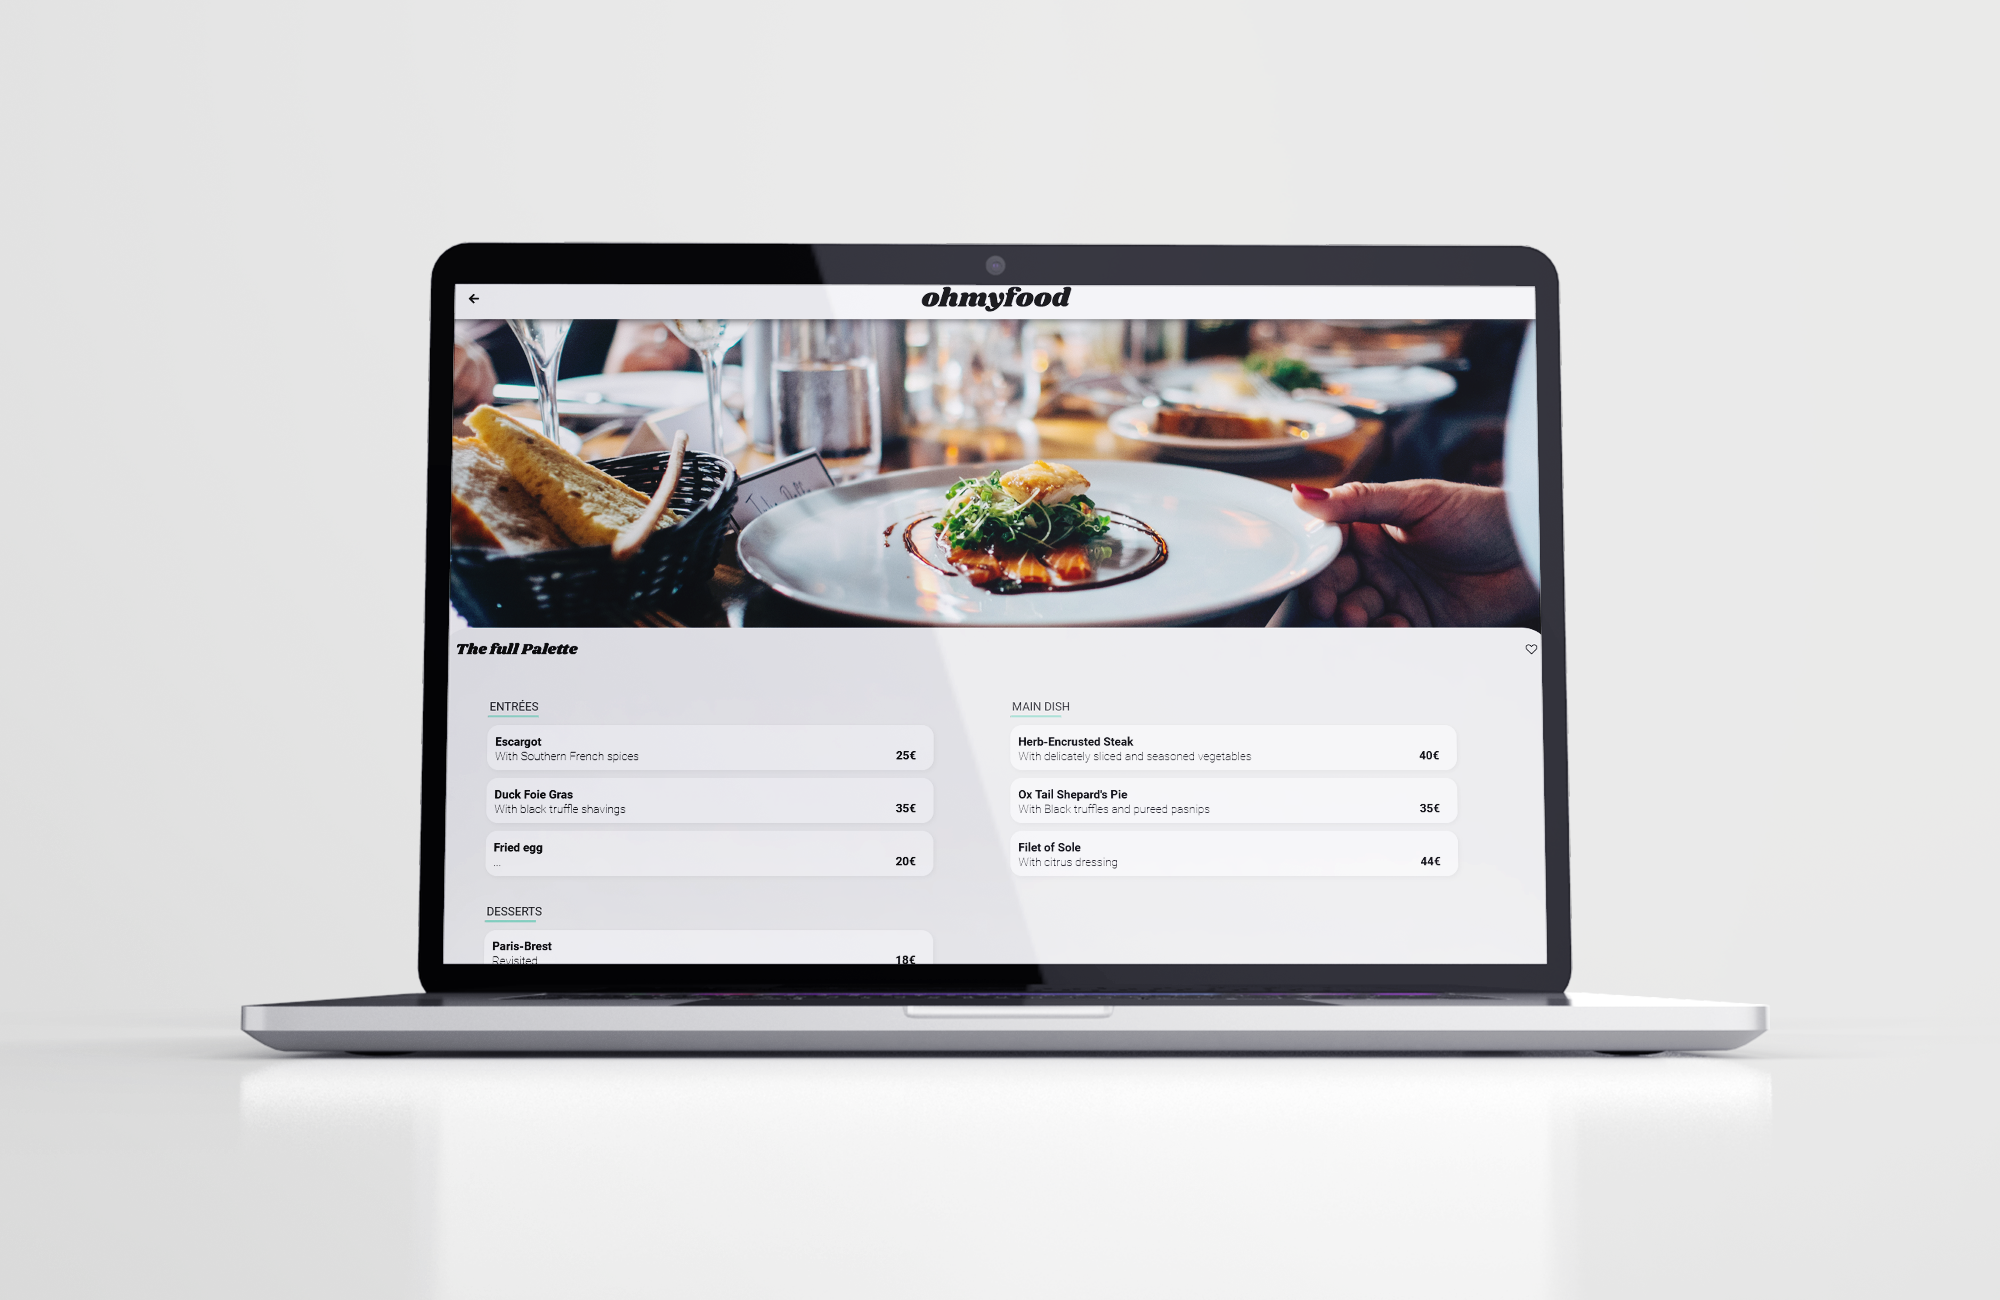 ohmyfood
The full Palette
ENTRÉES
Escargot
With Southern French spices
25€
Duck Foie Gras
With black truffle shavings
35€
Fried egg
...
20€
MAIN DISH
Herb-Encrusted Steak
With delicately sliced and seasoned vegetables
40€
Ox Tail Shepard's Pie
With Black truffles and pureed pasnips
35€
Filet of Sole
With citrus dressing
44€
DESSERTS
Paris-Brest
Revisited
18€